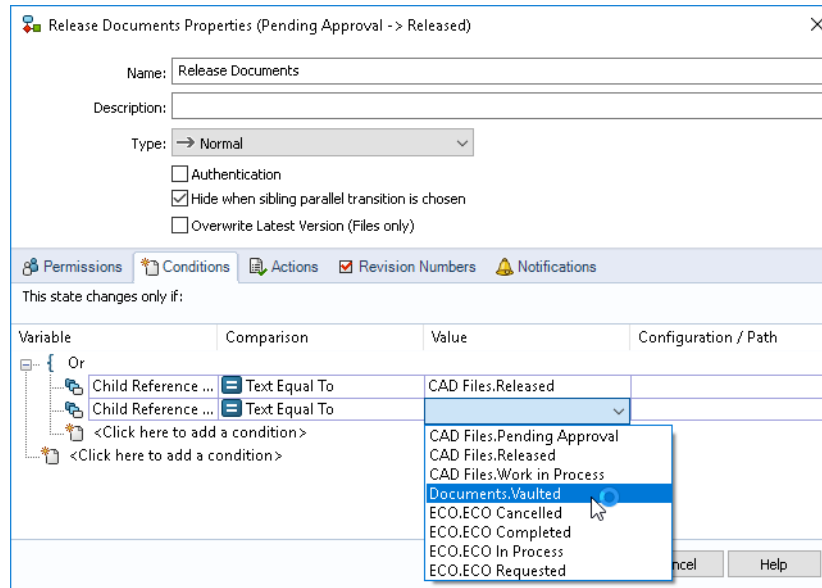 Release Documents Properties (Pending Approval -> Released)
Name: Release Documents
Description:
Type: Normal
Authentication
Hide when sibling parallel transition is chosen
Overwrite Latest Version (Files only)
Permissions Conditions Actions Revision Numbers Notifications
This state changes only if:
Variable Comparison Value Configuration / Path
Or
Child Reference ... Text Equal To CAD Files.Released
Child Reference ... Text Equal To
<Click here to add a condition>
<Click here to add a condition>
CAD Files.Pending Approval
CAD Files.Released
CAD Files.Work in Process
Documents.Vaulted
ECO.ECO Cancelled
ECO.ECO Completed
ECO.ECO In Process
ECO.ECO Requested
Help